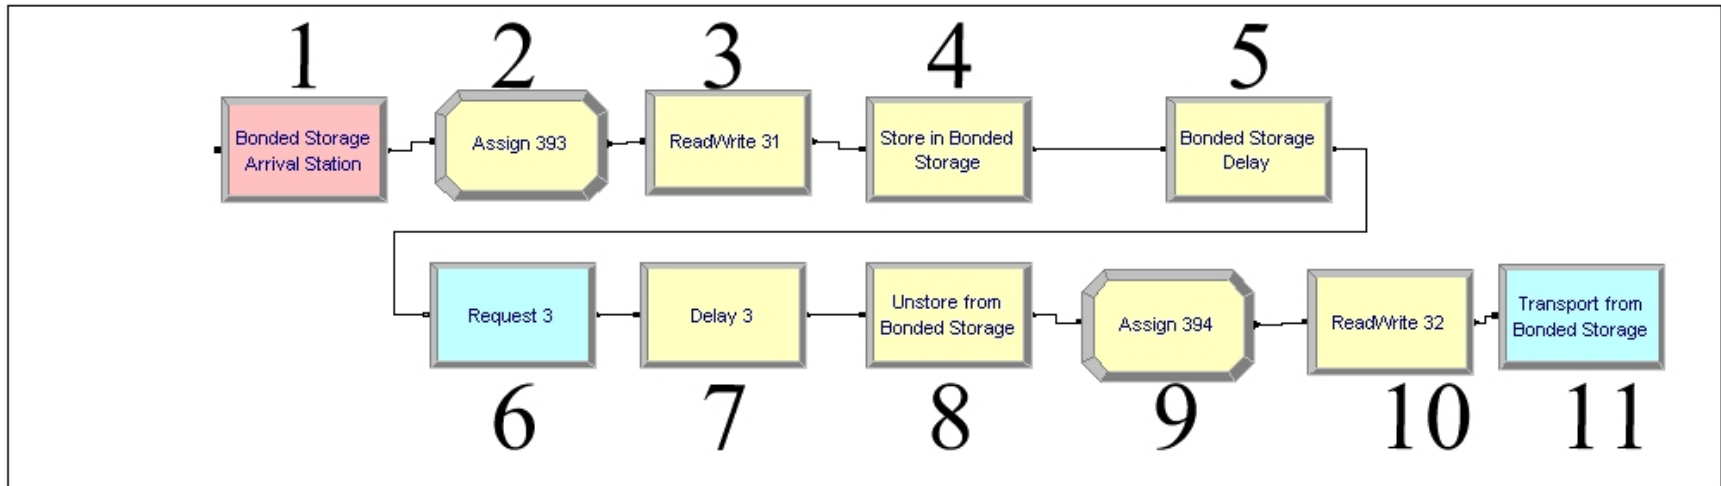 1 2 3 4 5
Bonded Storage
Arrival Station
Assign 393
ReadWrite 31
Store in Bonded
Storage
Bonded Storage
Delay
Request 3
Delay 3
Unstore from
Bonded Storage
Assign 394
ReadWrite 32
Transport from
Bonded Storage
6 7 8 9 10 11